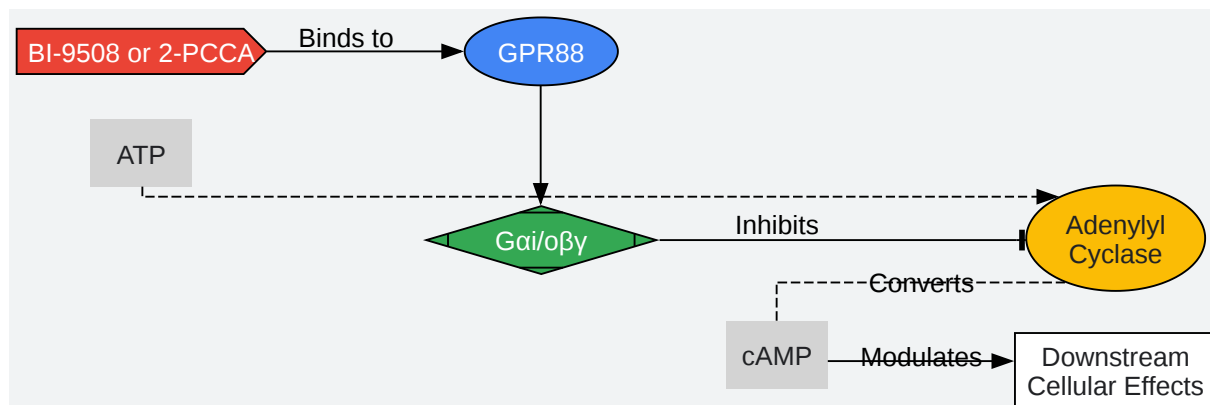 BI-9508 or 2-PCCA
Binds to
GPR88
ATP
Gαi/oβγ
Inhibits
Adenylyl
Cyclase
Converts
cAMP
Modulates
Downstream
Cellular Effects